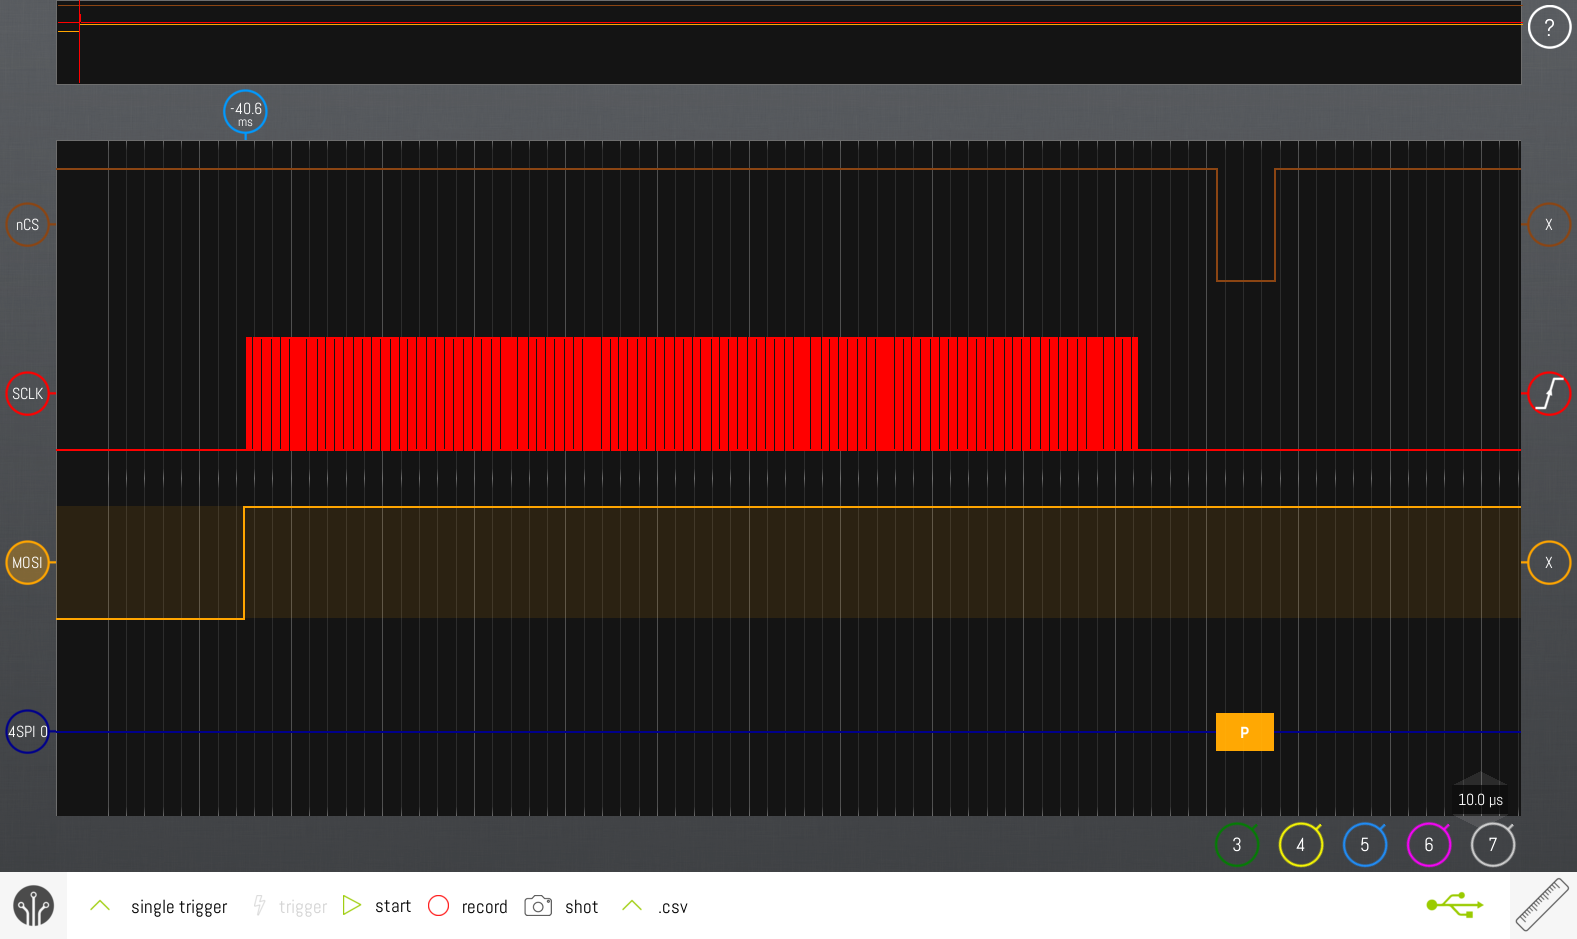 ?
-40.6
ms
nCS
X
SCLK
MOSI
X
4SPI 0
P
10.0 µs
3 4 5 6 7
single trigger trigger start record shot .csv